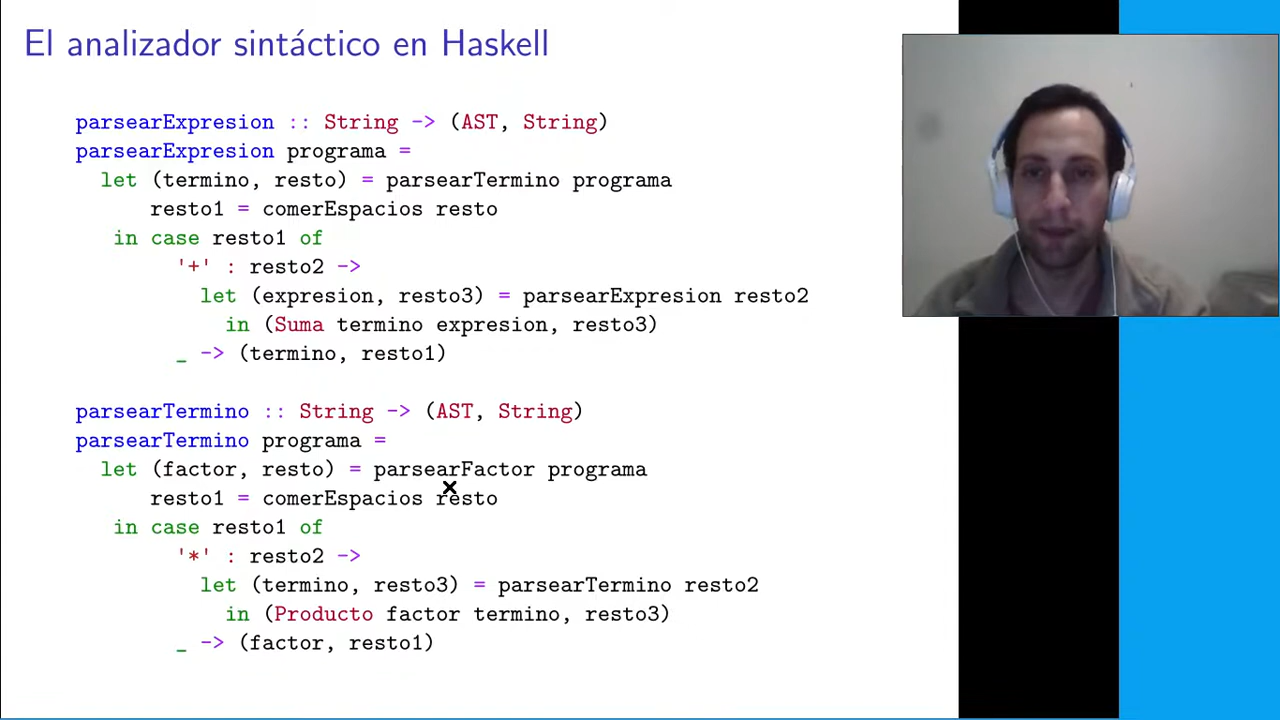 El analizador sintáctico en Haskell
parsearExpresion :: String -> (AST, String)
parsearExpresion programa =
  let (termino, resto) = parsearTermino programa
      resto1 = comerEspacios resto
   in case resto1 of
        '+' : resto2 ->
          let (expresion, resto3) = parsearExpresion resto2
            in (Suma termino expresion, resto3)
        _ -> (termino, resto1)
parsearTermino :: String -> (AST, String)
parsearTermino programa =
  let (factor, resto) = parsearFactor programa
      resto1 = comerEspacios resto
   in case resto1 of
        '*' : resto2 ->
          let (termino, resto3) = parsearTermino resto2
            in (Producto factor termino, resto3)
        _ -> (factor, resto1)